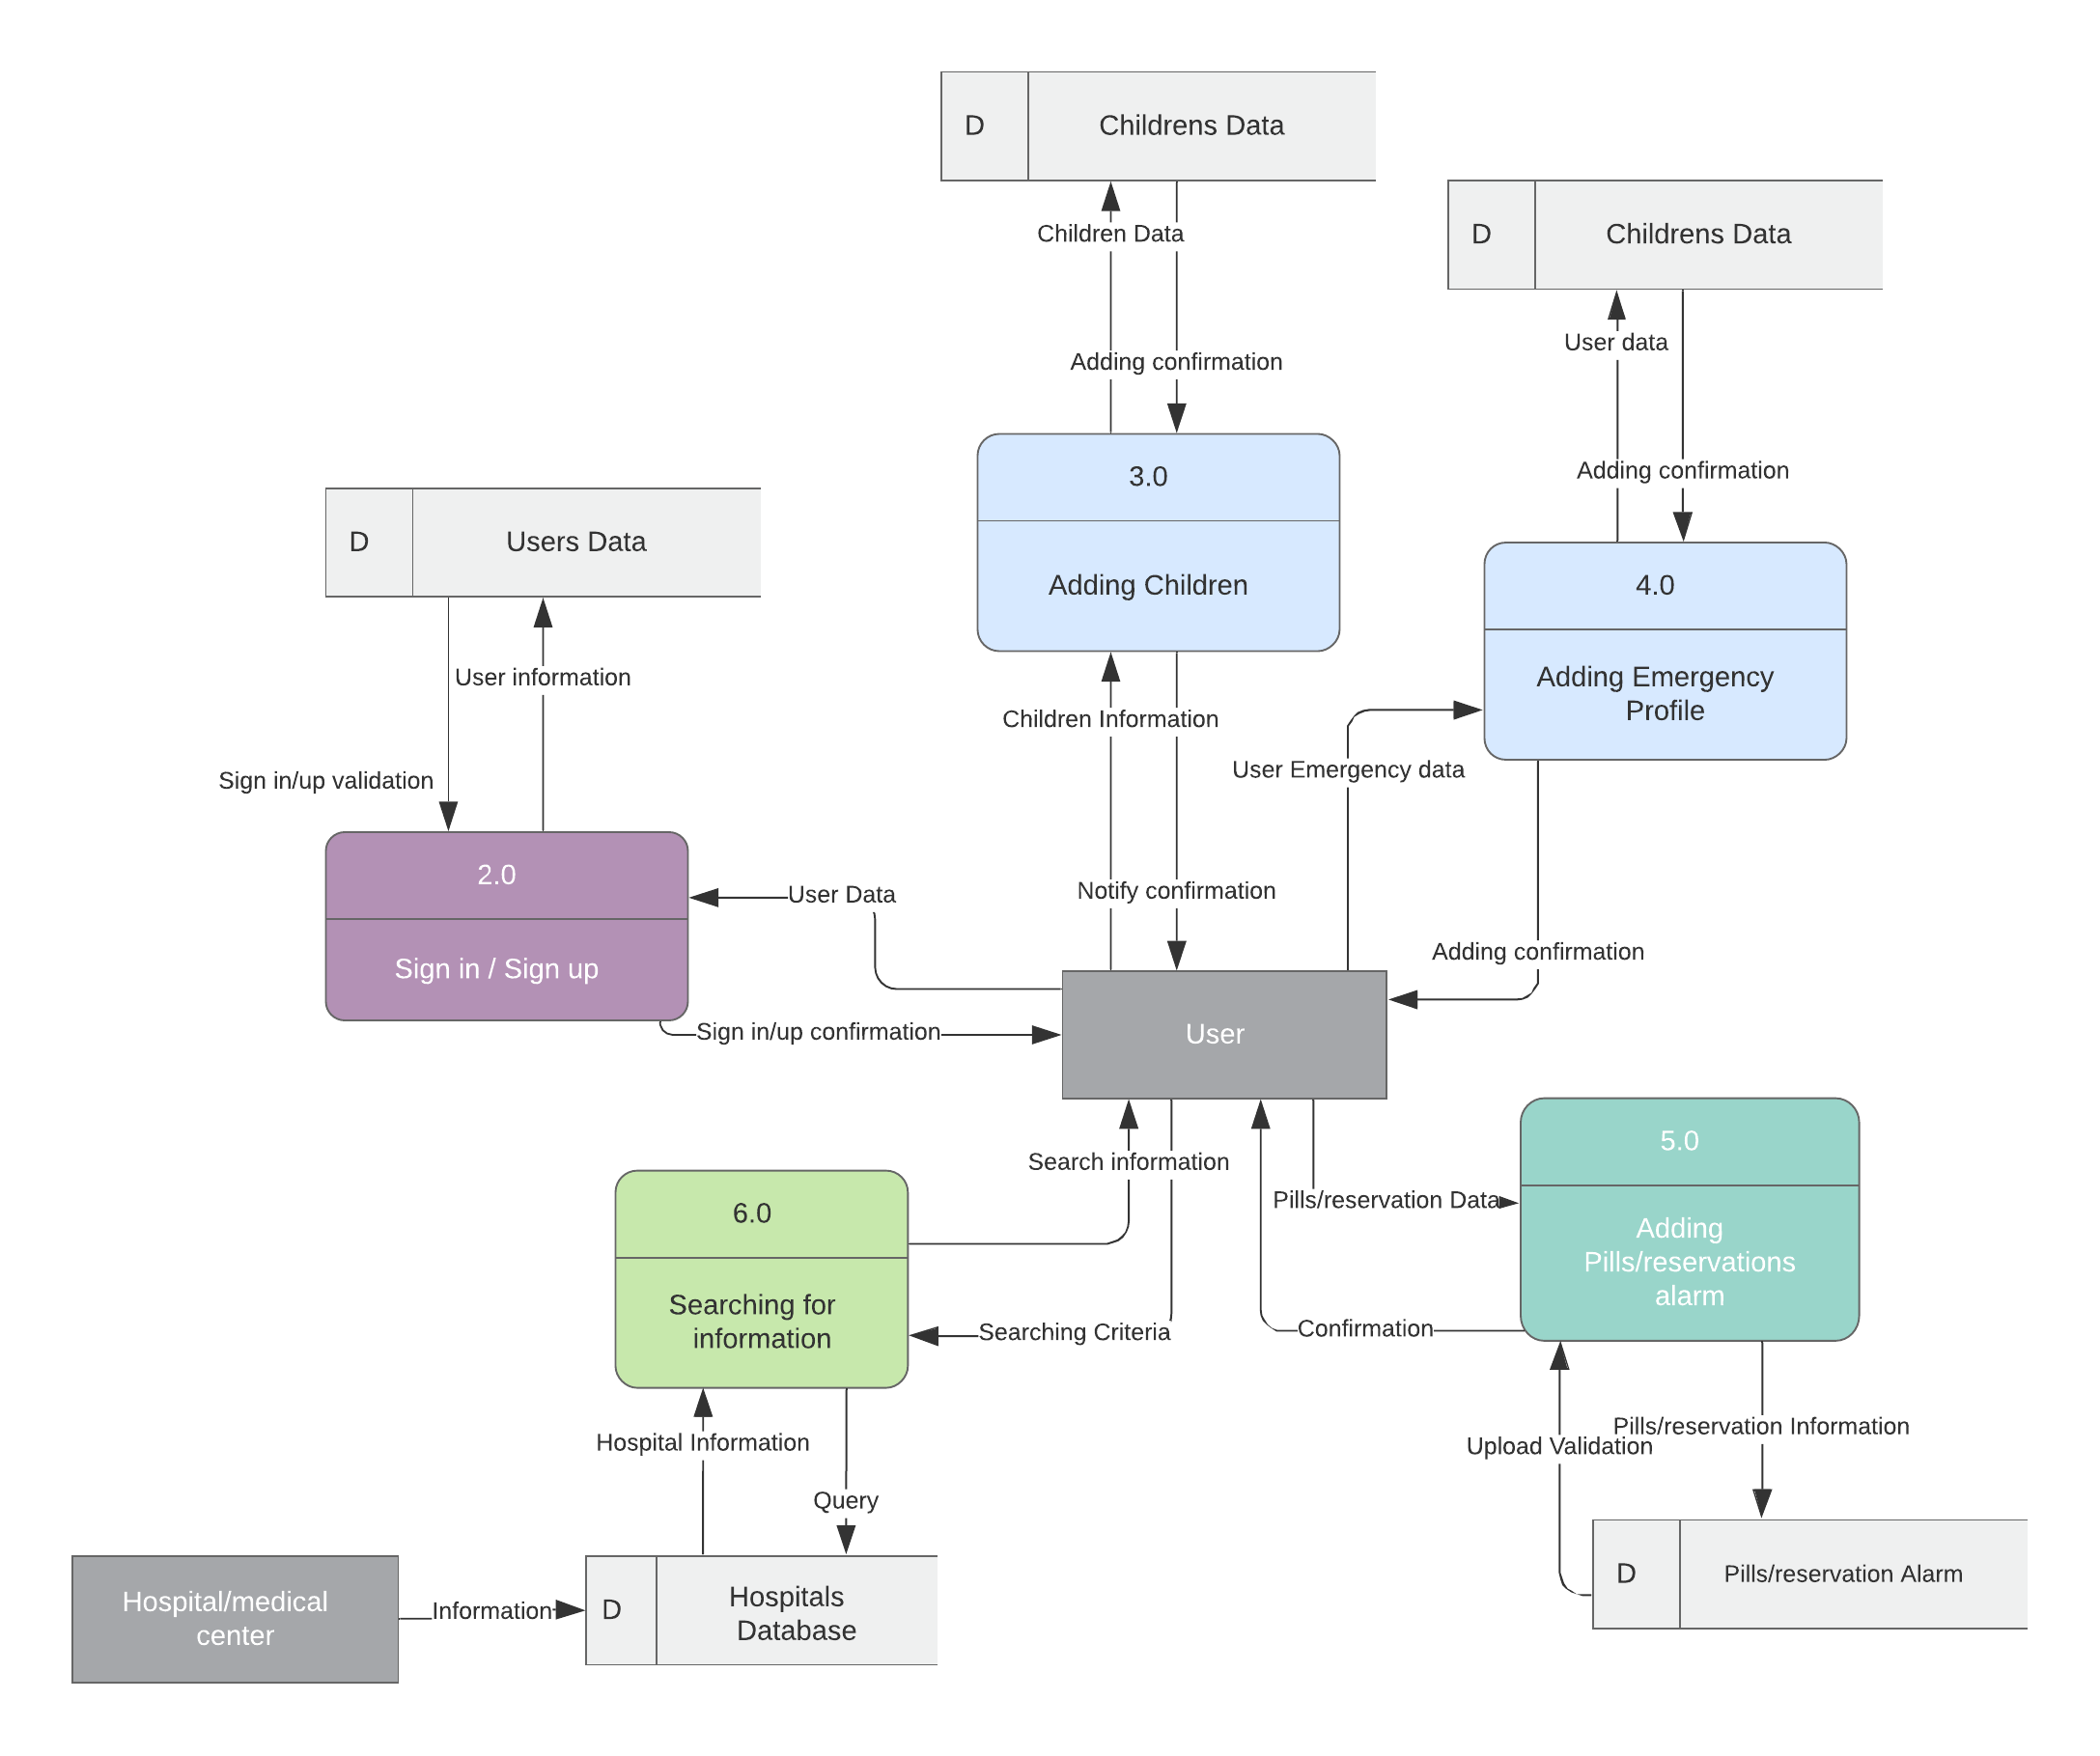 D
Childrens Data
D
Childrens Data
Children Data
User data
Adding confirmation
Adding confirmation
3.0
Adding Children
D
Users Data
4.0
Adding Emergency
Profile
User information
Children Information
User Emergency data
Sign in/up validation
2.0
Sign in / Sign up
User Data
Notify confirmation
Adding confirmation
Sign in/up confirmation
User
Search information
5.0
Adding
Pills/reservations
alarm
Pills/reservation Data
6.0
Searching for
information
Searching Criteria
Confirmation
Hospital Information
Query
Pills/reservation Information
Upload Validation
Hospital/medical
center
Information
D
Hospitals
Database
D
Pills/reservation Alarm